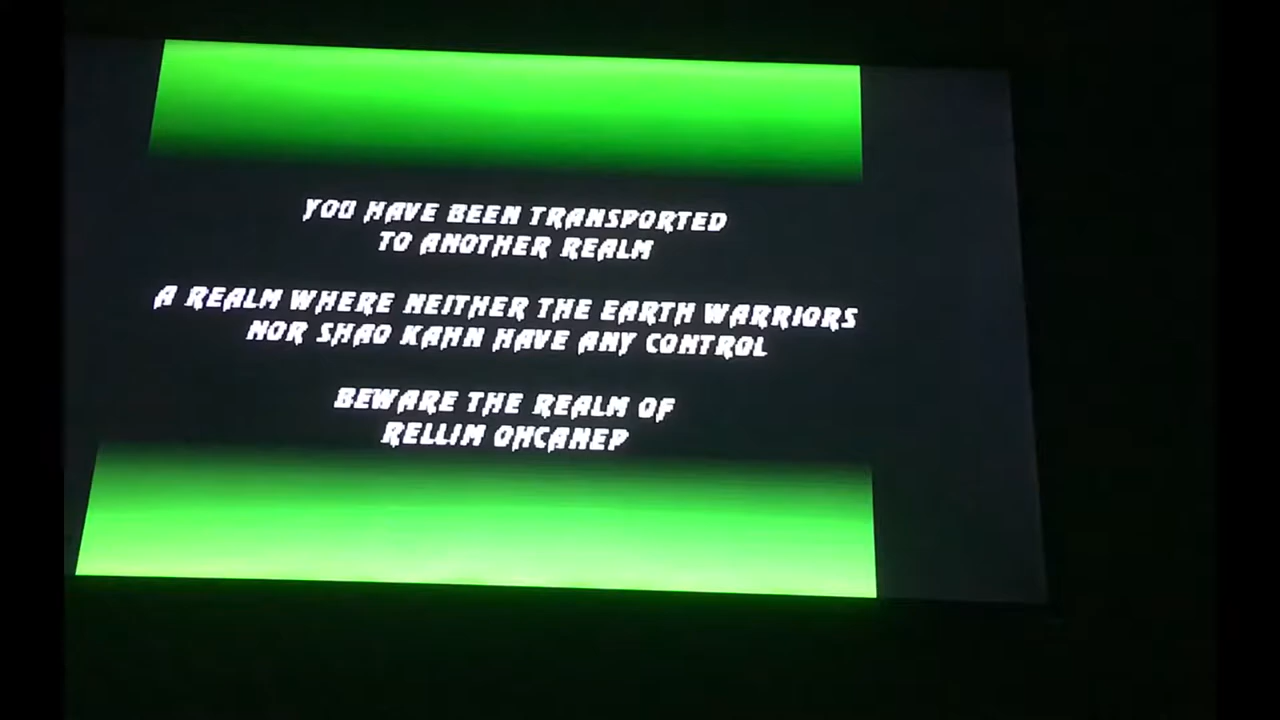 YOU HAVE BEEN TRANSPORTED
TO ANOTHER REALM
A REALM WHERE NEITHER THE EARTH WARRIORS
NOR SHAO KAHN HAVE ANY CONTROL
BEWARE THE REALM OF
RELLIM OHCANEP